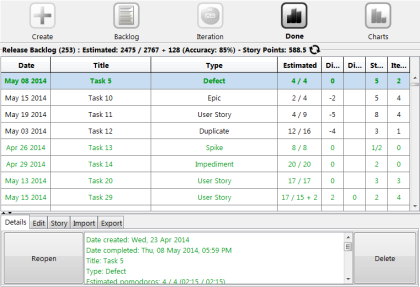 Create Backlog Iteration Done Charts
Release Backlog (253) : Estimated: 2475 / 2767 + 128 (Accuracy: 85%) - Story Points: 588.5
Date Title Type Estimated Di... Di... St... Ite...
May 08 2014 Task 5 Defect 4 / 4 0 5 2
May 15 2014 Task 10 Epic 2 / 4 -2 5 4
May 19 2014 Task 11 User Story 4 / 9 -5 8 4
May 03 2014 Task 12 Duplicate 12 / 16 -4 3 1
Apr 26 2014 Task 13 Spike 8 / 8 0 1/2 0
Apr 29 2014 Task 14 Impediment 20 / 20 2 0
May 13 2014 Task 20 User Story 17 / 17 0 3 3
May 15 2014 Task 29 User Story 17 / 15 + 2 2 0 2 4
Details Edit Story Import Export
Reopen
Date created: Wed, 23 Apr 2014
Date completed: Thu, 08 May 2014, 05:59 PM
Title: Task 5
Type: Defect
Estimated pomodoros: 4 / 4 (02:15 / 02:15)
Delete